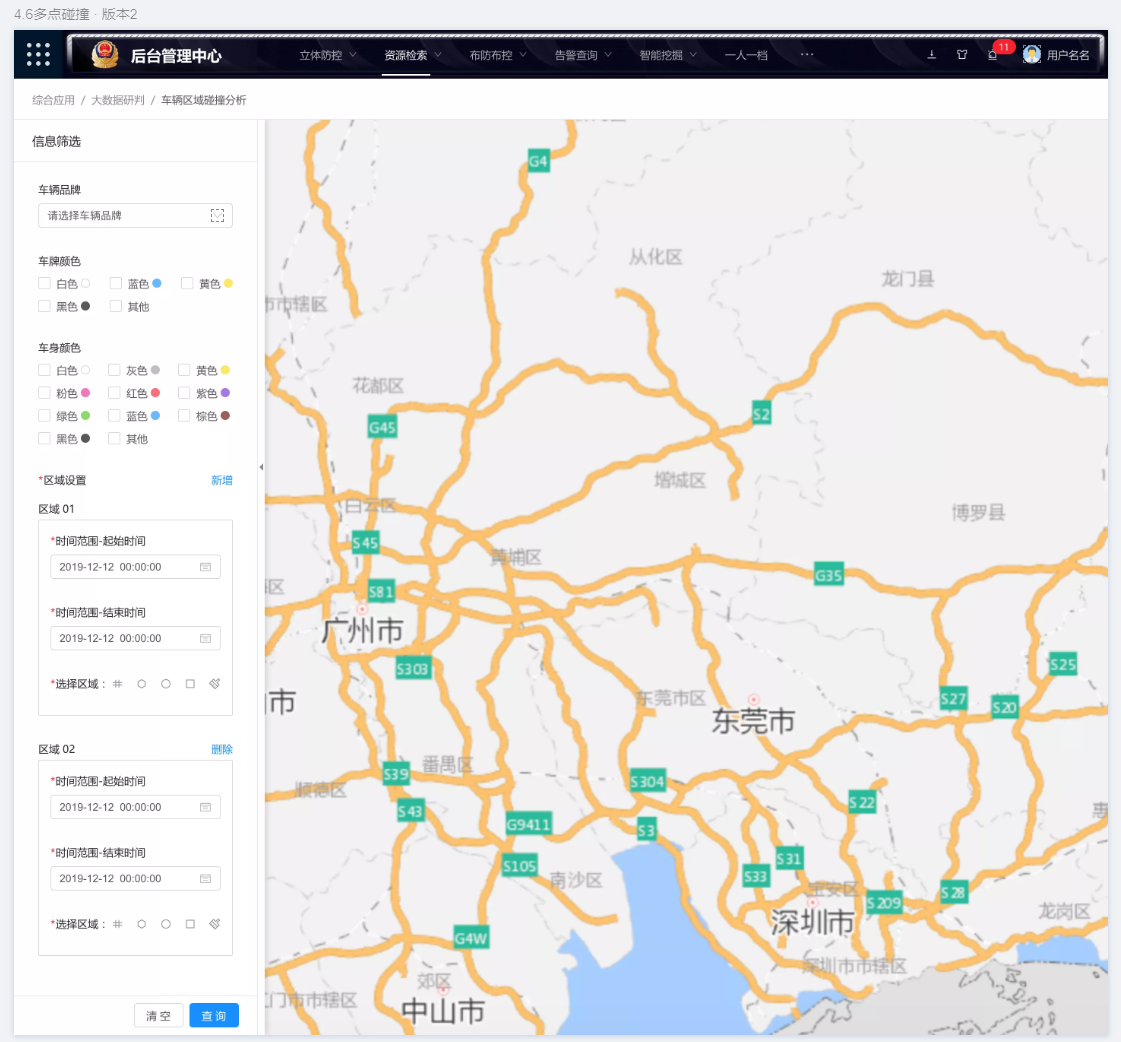 4.6多点碰撞 · 版本2
后台管理中心 立体防控 资源检索 布防布控 告警查询 智能挖掘 一人一档 ··· 11 用户名名
综合应用 / 大数据研判 / 车辆区域碰撞分析
信息筛选
车辆品牌
请选择车辆品牌
车牌颜色
白色 蓝色 黄色
黑色 其他
车身颜色
白色 灰色 黄色
粉色 红色 紫色
绿色 蓝色 棕色
黑色 其他
*区域设置 新增
区域 01
*时间范围-起始时间
2019-12-12 00:00:00
*时间范围-结束时间
2019-12-12 00:00:00
*选择区域：
区域 02 删除
*时间范围-起始时间
2019-12-12 00:00:00
*时间范围-结束时间
2019-12-12 00:00:00
*选择区域：
清 空 查 询
G4
从化区
龙门县
市市辖区
花都区
S2
G45
增城区
白云区
博罗县
S45
黄埔区
G35
区
S81
广州市
S303
S25
市
东莞市区
S27
东莞市
S20
番禺区
S39
S304
顺德区
S22
S43
惠
G9411
S3
S31
S105
S33
南沙区
宝安区
S28
S209
深圳市
龙岗区
G4W
深圳市市辖区
郊区
江门市市辖区
中山市